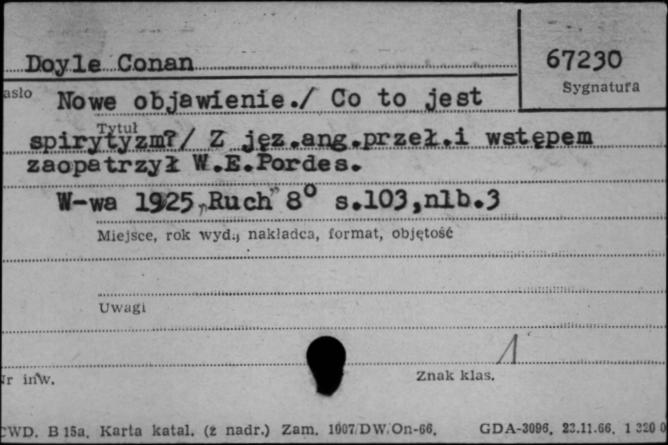 Doyle Conan
67230
Sygnatura
asło
Nowe objawienie./ Co to jest
Tytuł
spirytyzm?/ Z jęz.ang.przeł.i wstępem
zaopatrzył W.E.Pordes.
W-wa 1925 „Ruch” 8° s.103,nlb.3
Miejsce, rok wyd., nakładca, format, objętość
Uwagi
1
Nr inw.
Znak klas.
CWD. B 15a. Karta katal. (ż nadr.) Zam. 1007/DW/On-66. GDA-3096. 23.11.66. 1 320 0